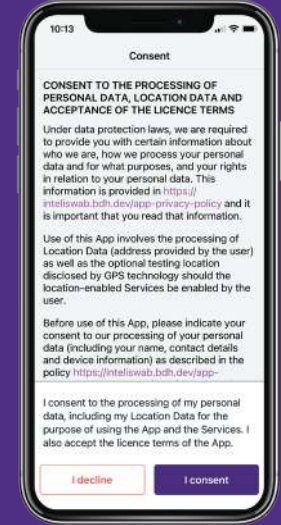 10:13
Consent
CONSENT TO THE PROCESSING OF
PERSONAL DATA, LOCATION DATA AND
ACCEPTANCE OF THE LICENCE TERMS
Under data protection laws, we are required
to provide you with certain information about
who we are, how we process your personal
data and for what purposes, and your rights
in relation to your personal data. This
information is provided in https://
inteliswab.bdh.dev/app-privacy-policy and it
is important that you read that information.
Use of this App involves the processing of
Location Data (address provided by the user)
as well as the optional testing location
disclosed by GPS technology should the
location-enabled Services be enabled by the
user.
Before use of this App, please indicate your
consent to our processing of your personal
data (including your name, contact details
and device information) as described in the
policy https://inteliswab.bdh.dev/app-
I consent to the processing of my personal
data, including my Location Data for the
purpose of using the App and the Services. I
also accept the licence terms of the App.
I decline
I consent